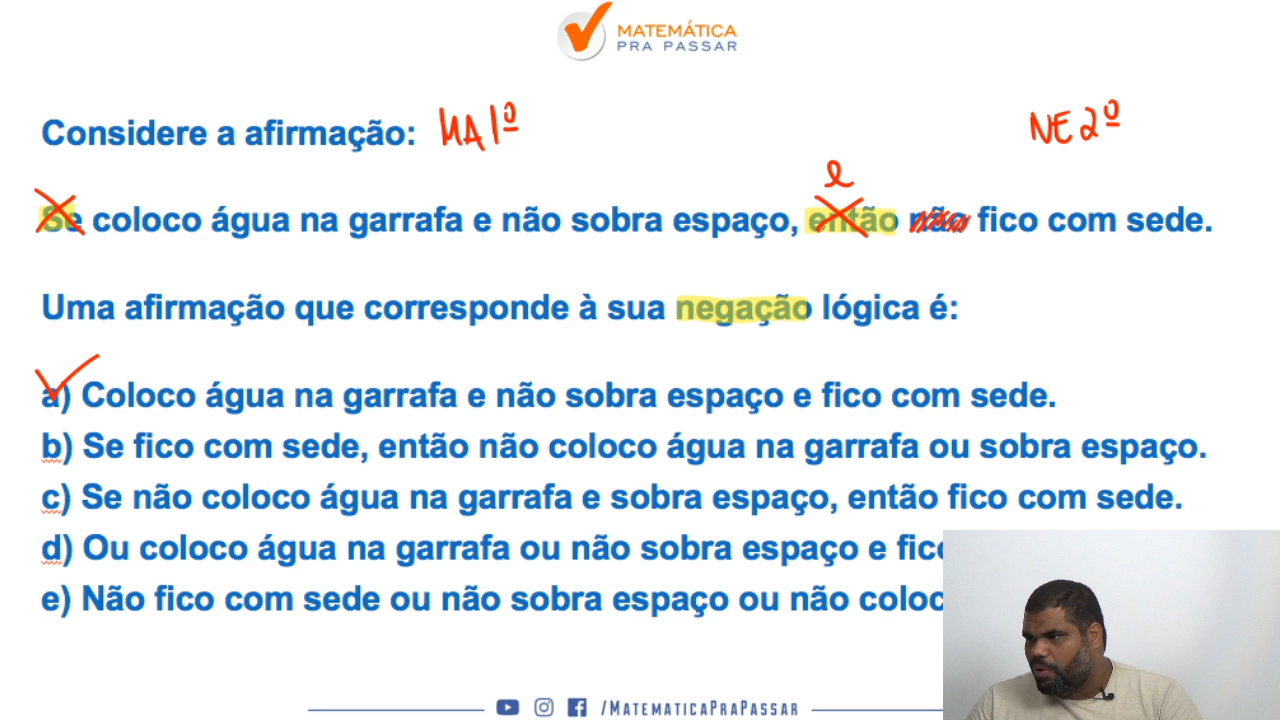 MATEMÁTICA
PRA PASSAR
Considere a afirmação: MA 1º
NE 2º
e
Se coloco água na garrafa e não sobra espaço, então não fico com sede.
Uma afirmação que corresponde à sua negação lógica é:
a) Coloco água na garrafa e não sobra espaço e fico com sede.
b) Se fico com sede, então não coloco água na garrafa ou sobra espaço.
c) Se não coloco água na garrafa e sobra espaço, então fico com sede.
d) Ou coloco água na garrafa ou não sobra espaço e
e) Não fico com sede ou não sobra espaço ou não
/MatematicaPraPassar